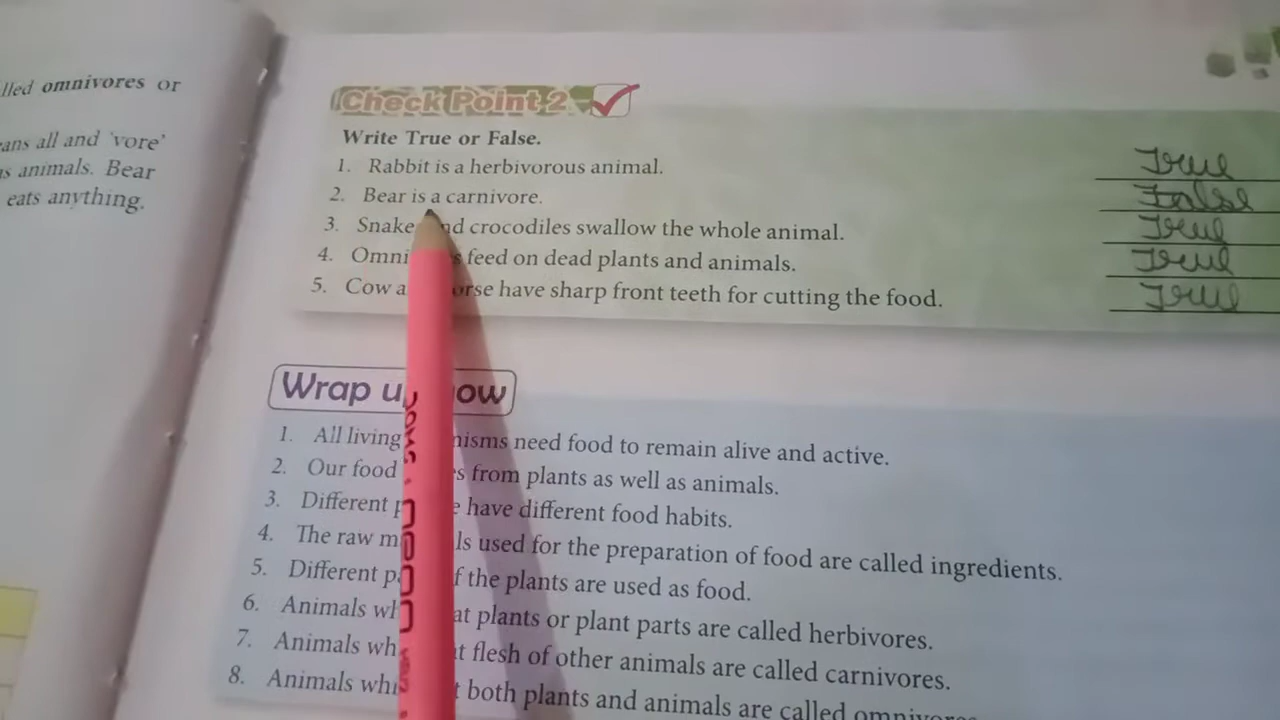 lled omnivores or
ans all and 'vore'
s animals. Bear
eats anything.
Check Point 2
Write True or False.
1. Rabbit is a herbivorous animal. True
2. Bear is a carnivore. False
3. Snake nd crocodiles swallow the whole animal. True
4. Omni s feed on dead plants and animals. True
5. Cow a orse have sharp front teeth for cutting the food. True
Wrap u ow
1. All living nisms need food to remain alive and active.
2. Our food s from plants as well as animals.
3. Different p e have different food habits.
4. The raw m ls used for the preparation of food are called ingredients.
5. Different pa f the plants are used as food.
6. Animals wh at plants or plant parts are called herbivores.
7. Animals wh t flesh of other animals are called carnivores.
8. Animals whi t both plants and animals are called omnivores
DOMS